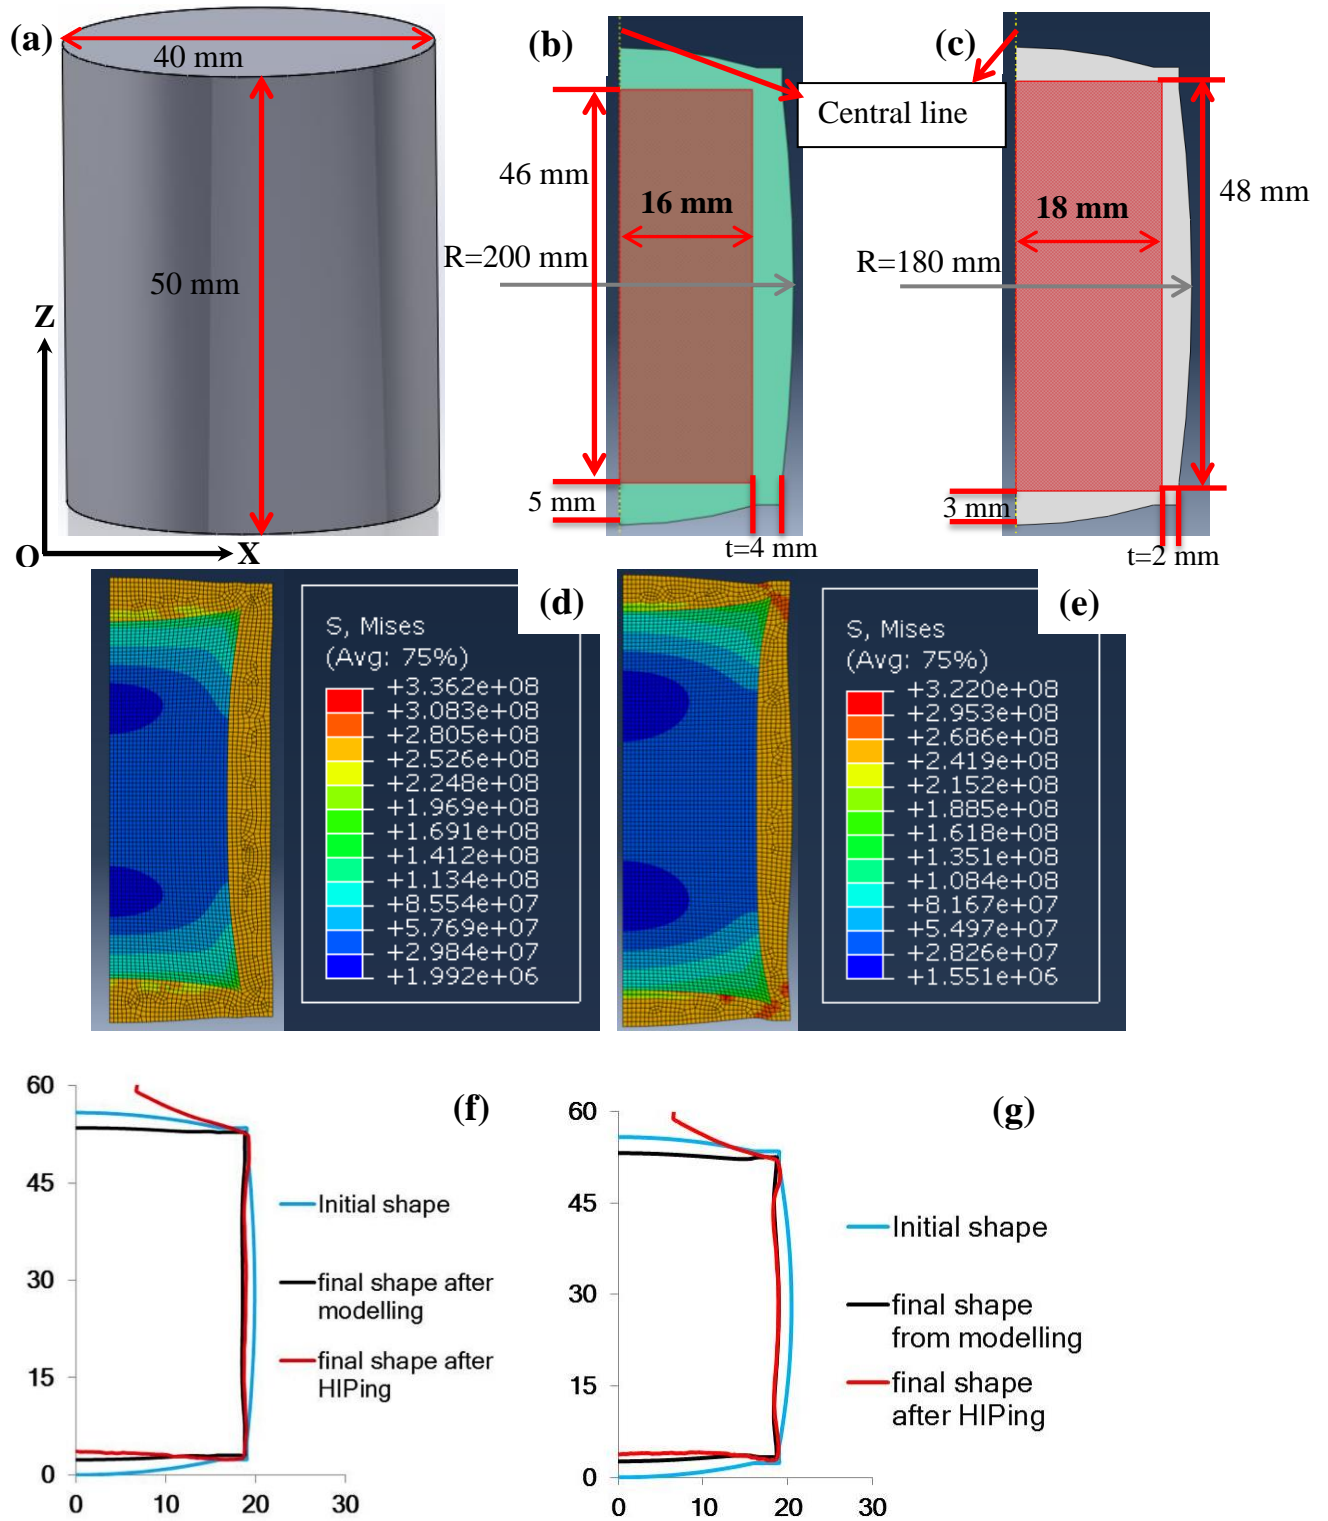 (a)
40 mm
50 mm
Z
O
X
(b)
46 mm
16 mm
R=200 mm
5 mm
t=4 mm
Central line
(c)
48 mm
18 mm
R=180 mm
3 mm
t=2 mm
(d)
S, Mises
(Avg: 75%)
+3.362e+08
+3.083e+08
+2.805e+08
+2.526e+08
+2.248e+08
+1.969e+08
+1.691e+08
+1.412e+08
+1.134e+08
+8.554e+07
+5.769e+07
+2.984e+07
+1.992e+06
(e)
S, Mises
(Avg: 75%)
+3.220e+08
+2.953e+08
+2.686e+08
+2.419e+08
+2.152e+08
+1.885e+08
+1.618e+08
+1.351e+08
+1.084e+08
+8.167e+07
+5.497e+07
+2.826e+07
+1.551e+06
(f)
60
45
30
15
0
0 10 20 30
Initial shape
final shape after
modelling
final shape after
HIPing
(g)
60
45
30
15
0
0 10 20 30
Initial shape
final shape
from modelling
final shape
after HIPing